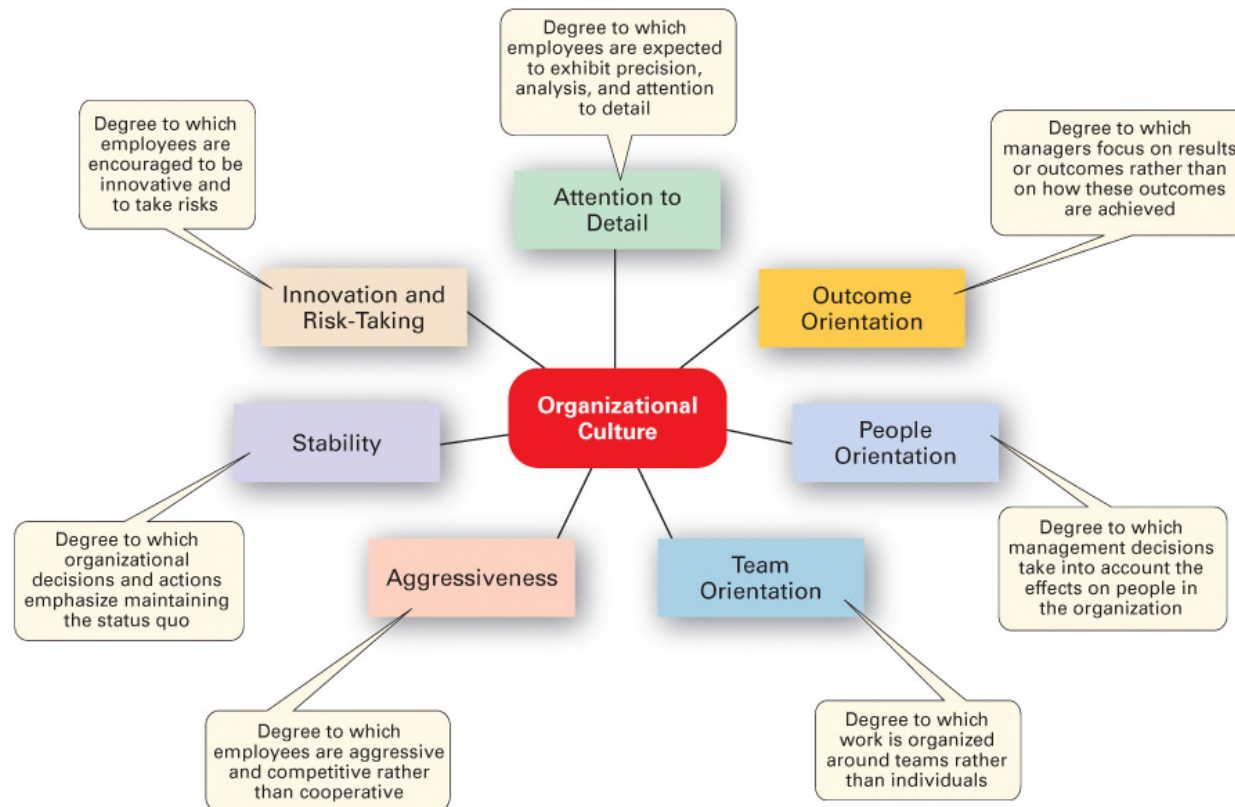 Degree to which
employees are expected
to exhibit precision,
analysis, and attention
to detail
Attention to
Detail
Degree to which
managers focus on results
or outcomes rather than
on how these outcomes
are achieved
Outcome
Orientation
Degree to which
management decisions
take into account the
effects on people in
the organization
People
Orientation
Degree to which
work is organized
around teams rather
than individuals
Team
Orientation
Degree to which
employees are aggressive
and competitive rather
than cooperative
Aggressiveness
Degree to which
organizational
decisions and actions
emphasize maintaining
the status quo
Stability
Degree to which
employees are
encouraged to be
innovative and
to take risks
Innovation and
Risk-Taking
Organizational
Culture